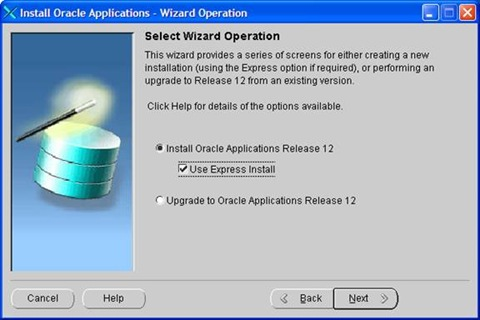 Install Oracle Applications - Wizard Operation
Select Wizard Operation
This wizard provides a series of screens for either creating a new
installation (using the Express option if required), or performing an
upgrade to Release 12 from an existing version.
Click Help for details of the options available.
Install Oracle Applications Release 12
Use Express Install
Upgrade to Oracle Applications Release 12
Cancel
Help
Back
Next